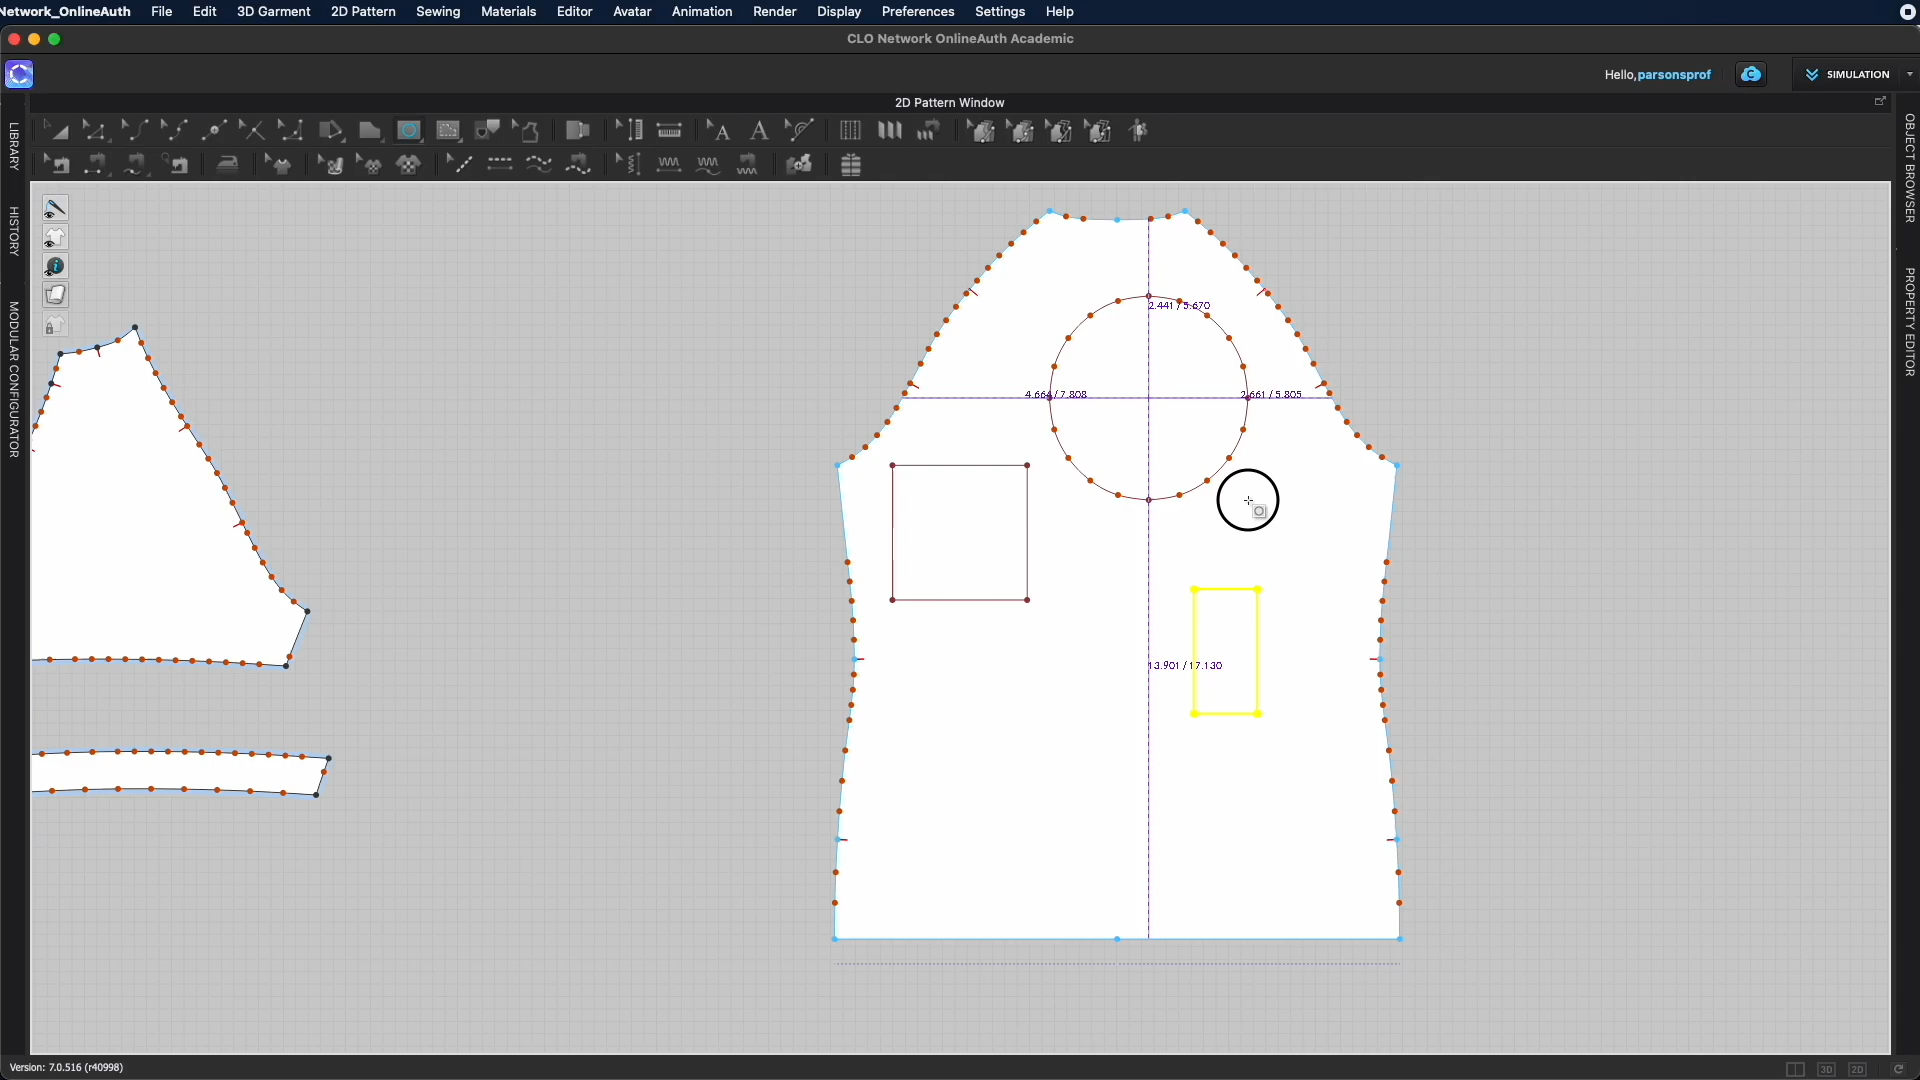 Network_OnlineAuth File Edit 3D Garment 2D Pattern Sewing Materials Editor Avatar Animation Render Display Preferences Settings Help
CLO Network OnlineAuth Academic
Hello,parsonsprof
SIMULATION
2D Pattern Window
LIBRARY
HISTORY
MODULAR CONFIGURATOR
OBJECT BROWSER
PROPERTY EDITOR
2.441 / 5.670
4.664 / 7.808
2.661 / 5.805
13.901 / 17.130
Version: 7.0.516 (r40998)
3D
2D